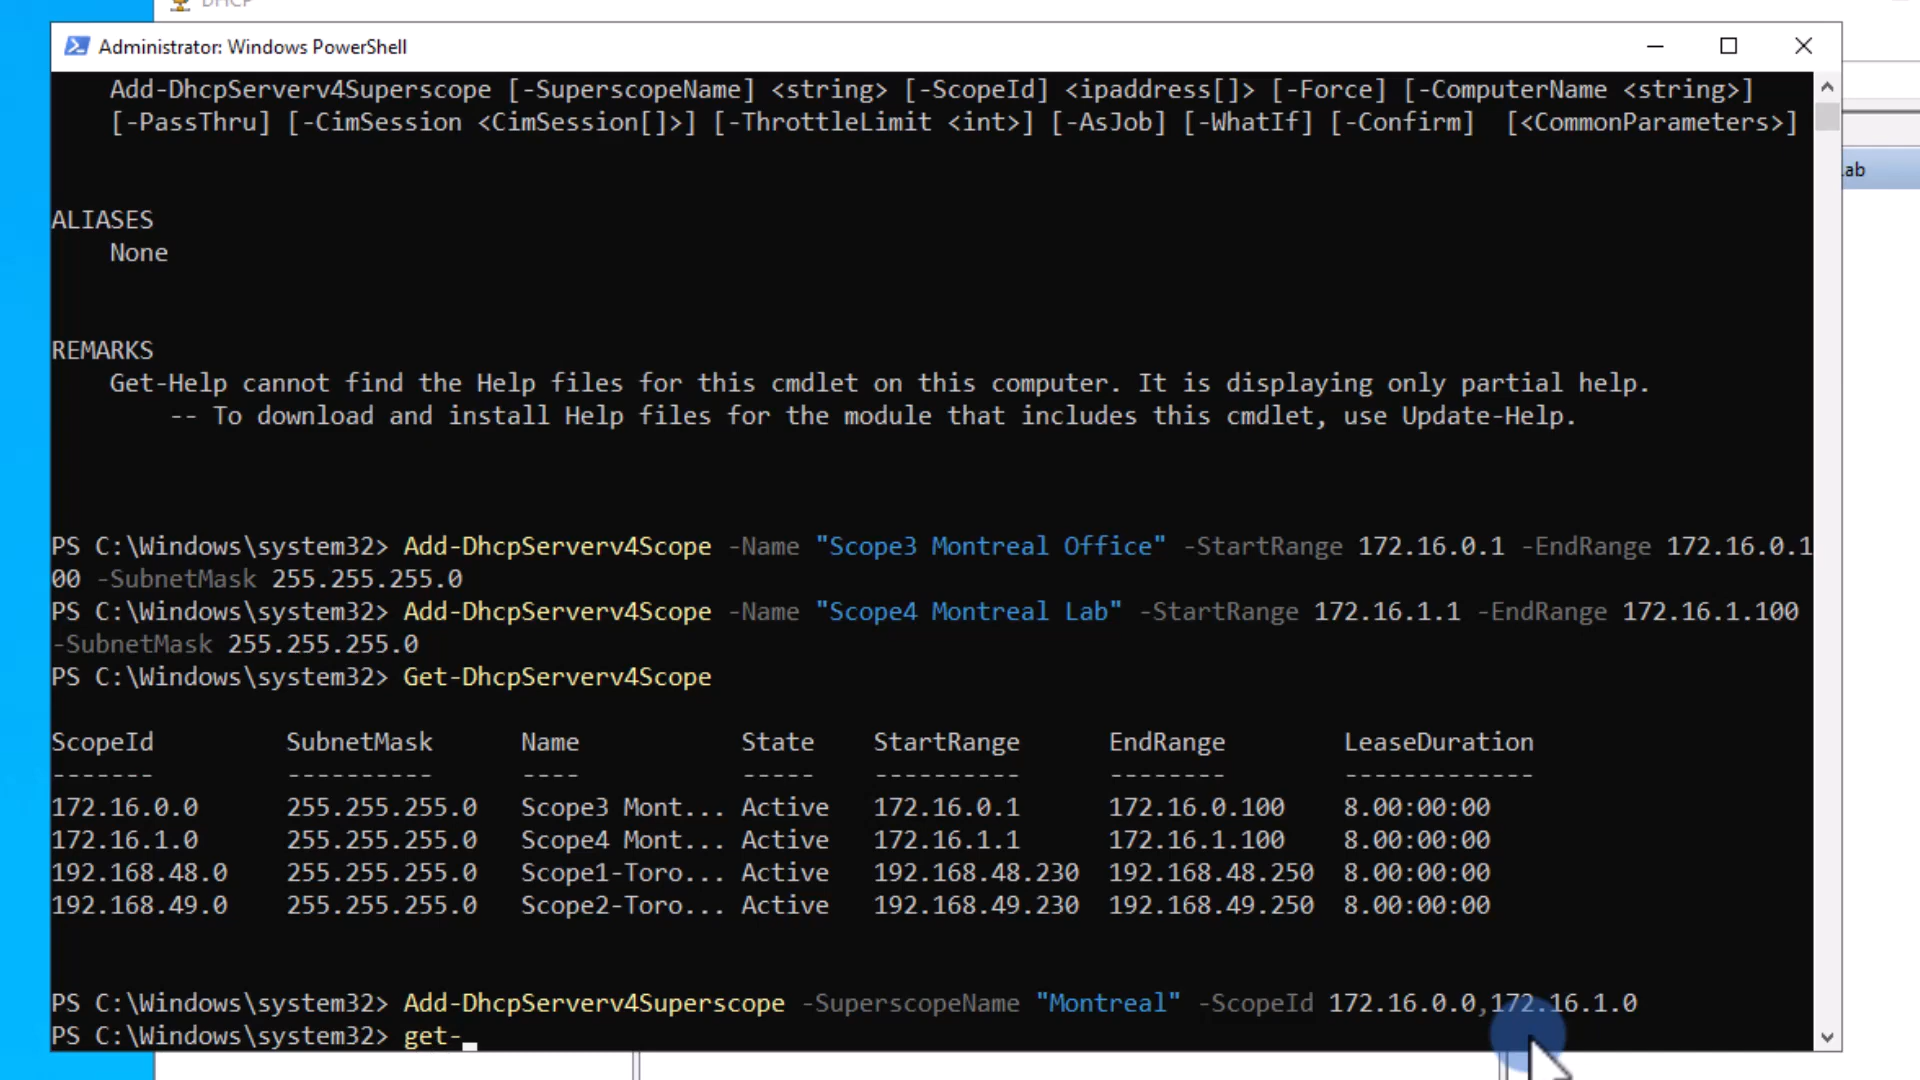 DHCP
Administrator: Windows PowerShell
Add-DhcpServerv4Superscope [-SuperscopeName] <string> [-ScopeId] <ipaddress[]> [-Force] [-ComputerName <string>]
[-PassThru] [-CimSession <CimSession[]>] [-ThrottleLimit <int>] [-AsJob] [-WhatIf] [-Confirm]  [<CommonParameters>]
ab
ALIASES
None
REMARKS
Get-Help cannot find the Help files for this cmdlet on this computer. It is displaying only partial help.
-- To download and install Help files for the module that includes this cmdlet, use Update-Help.
PS C:\Windows\system32> Add-DhcpServerv4Scope -Name "Scope3 Montreal Office" -StartRange 172.16.0.1 -EndRange 172.16.0.1
00 -SubnetMask 255.255.255.0
PS C:\Windows\system32> Add-DhcpServerv4Scope -Name "Scope4 Montreal Lab" -StartRange 172.16.1.1 -EndRange 172.16.1.100
-SubnetMask 255.255.255.0
PS C:\Windows\system32> Get-DhcpServerv4Scope
ScopeId SubnetMask Name State StartRange EndRange LeaseDuration
------- ---------- ---- ----- ---------- -------- -------------
172.16.0.0 255.255.255.0 Scope3 Mont... Active 172.16.0.1 172.16.0.100 8.00:00:00
172.16.1.0 255.255.255.0 Scope4 Mont... Active 172.16.1.1 172.16.1.100 8.00:00:00
192.168.48.0 255.255.255.0 Scope1-Toro... Active 192.168.48.230 192.168.48.250 8.00:00:00
192.168.49.0 255.255.255.0 Scope2-Toro... Active 192.168.49.230 192.168.49.250 8.00:00:00
PS C:\Windows\system32> Add-DhcpServerv4Superscope -SuperscopeName "Montreal" -ScopeId 172.16.0.0,172.16.1.0
PS C:\Windows\system32> get-_